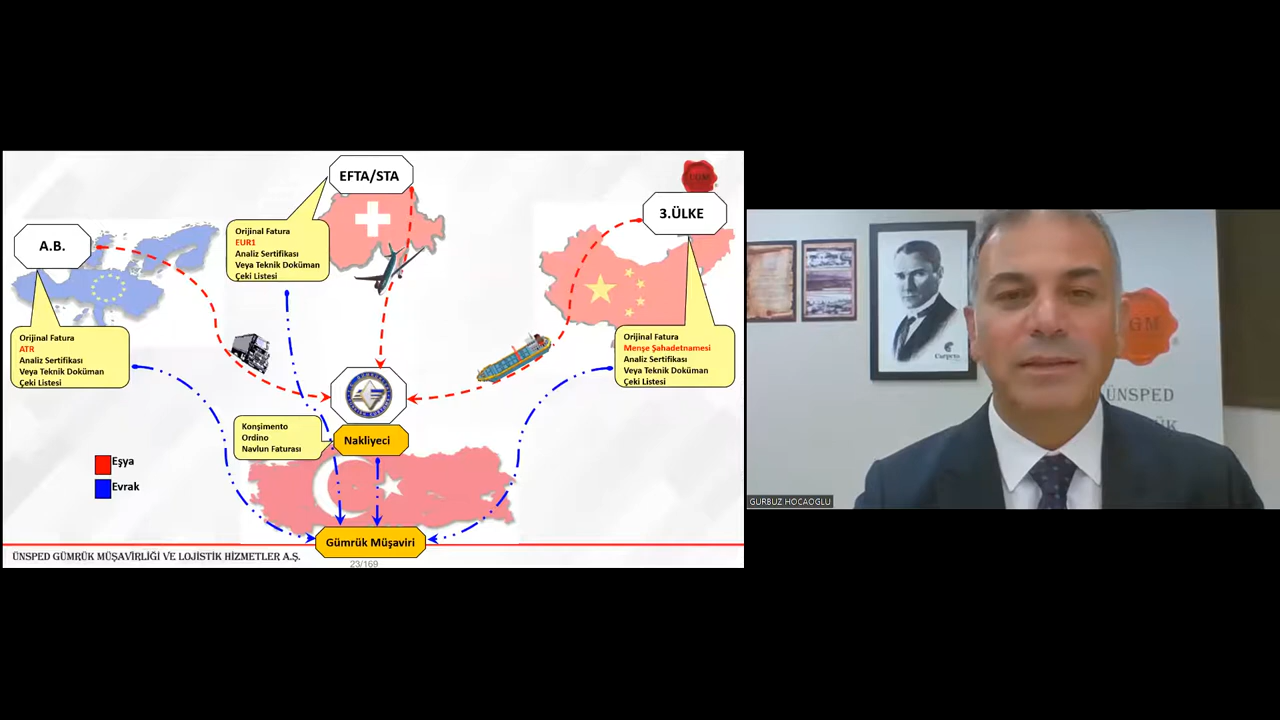 EFTA/STA
UGM
3.ÜLKE
A.B.
Orijinal Fatura
EUR1
Analiz Sertifikası
Veya Teknik Doküman
Çeki Listesi
Orijinal Fatura
ATR
Analiz Sertifikası
Veya Teknik Doküman
Çeki Listesi
Orijinal Fatura
Menşe Şahadetnamesi
Analiz Sertifikası
Veya Teknik Doküman
Çeki Listesi
Konşimento
Ordino
Navlun Faturası
Nakliyeci
Eşya
Evrak
Gümrük Müşaviri
ÜNSPED GÜMRÜK MÜŞAVİRLİĞİ VE LOJİSTİK HİZMETLER A.Ş.
23/169
GM
ÜNSPED
GURBUZ HOCAOGLU